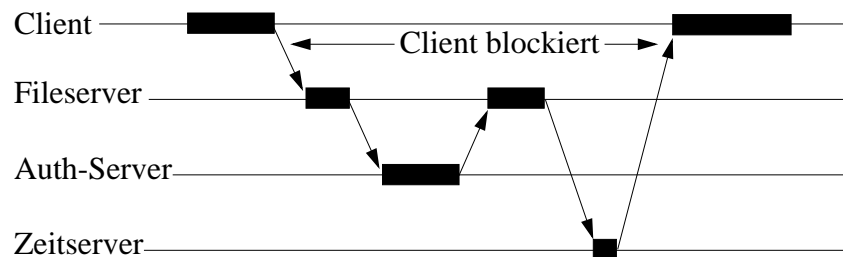 Client
Client blockiert
Fileserver
Auth-Server
Zeitserver